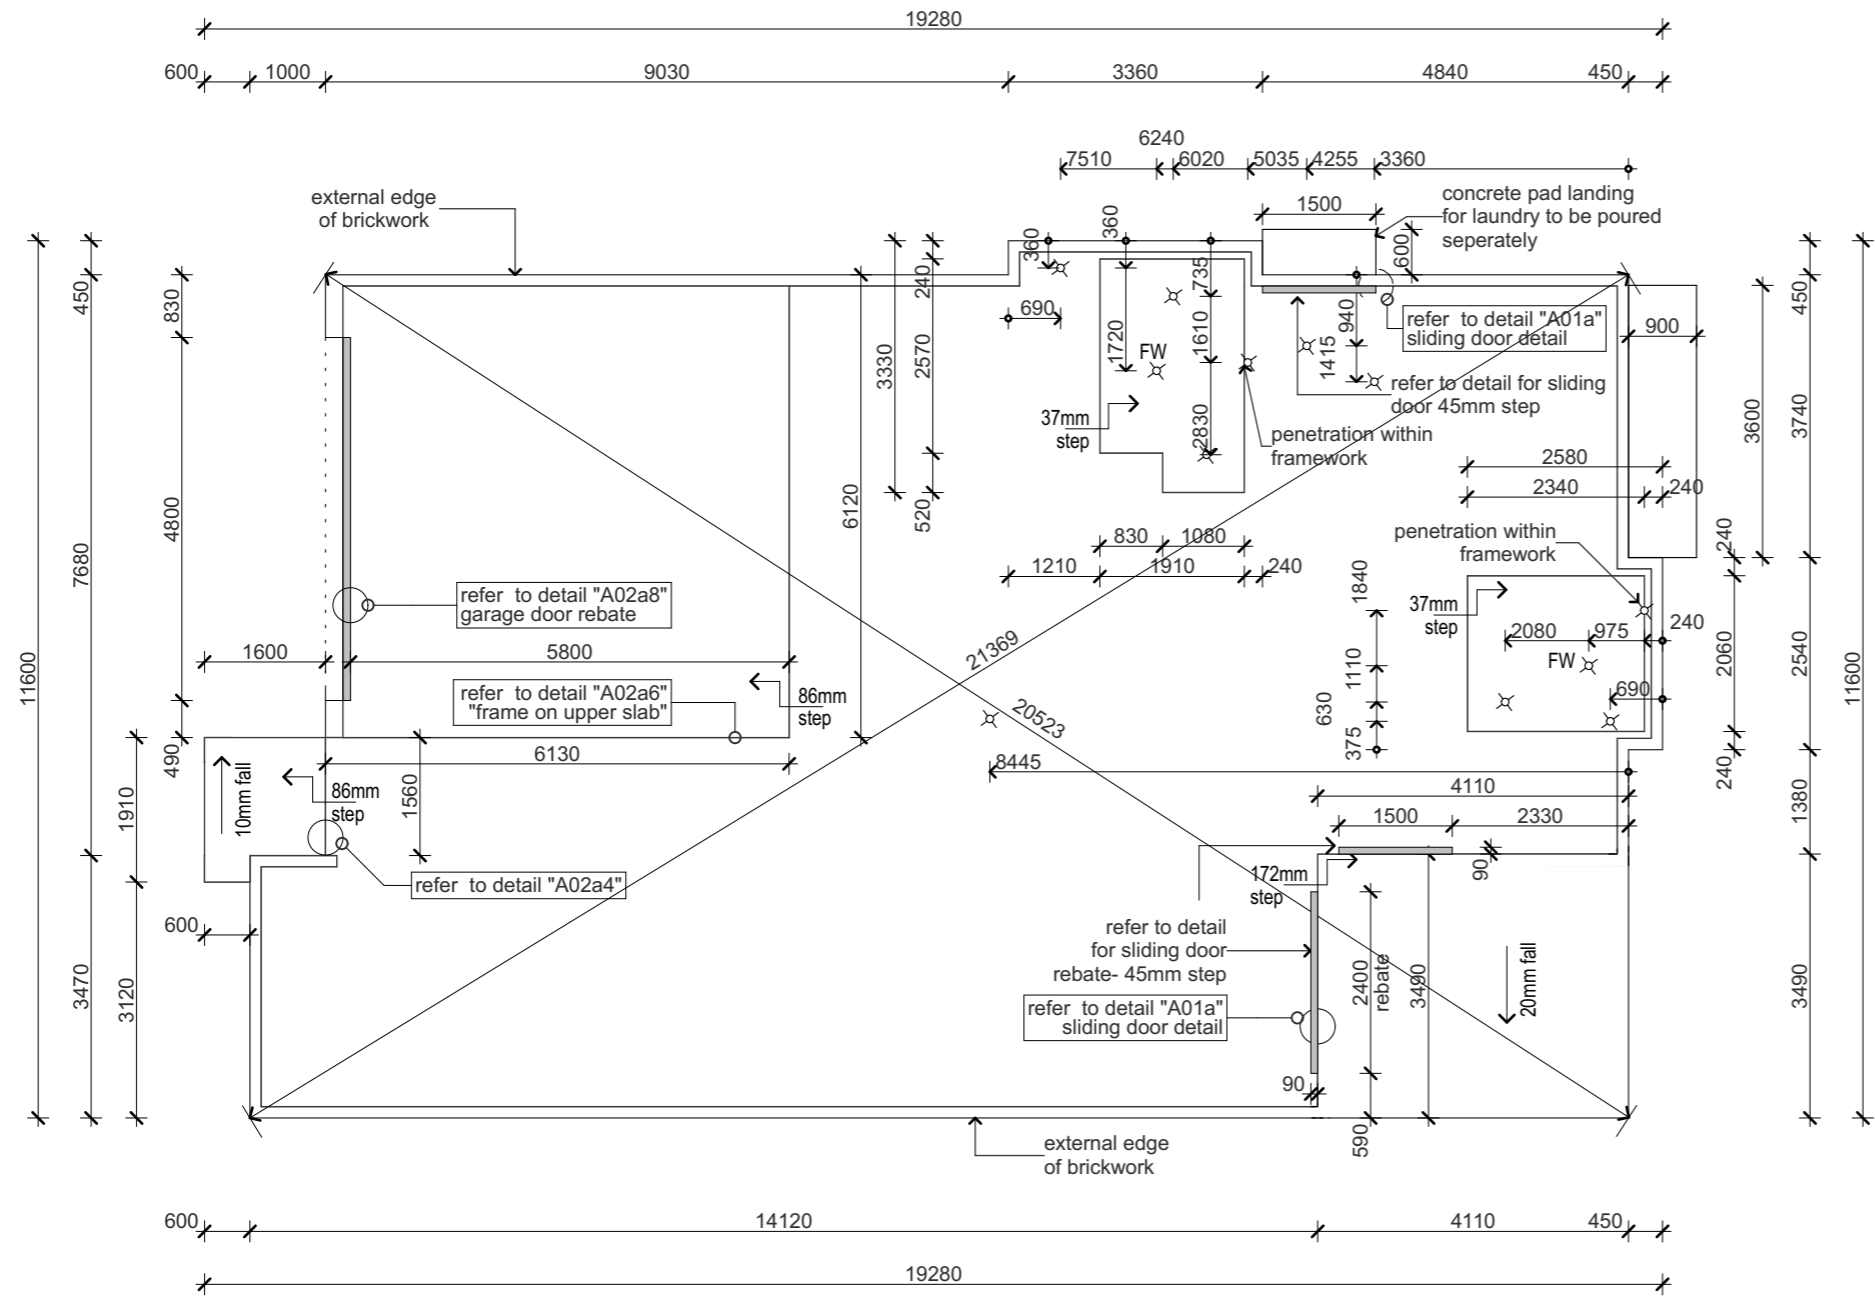 19280
600 1000 9030 3360 4840 450
6240
7510 6020 5035 4255 3360
external edge
of brickwork
1500
concrete pad landing
for laundry to be poured
seperately
600
360
360
735
240
690
450
830
1720
1610
940
1415
FW
refer to detail "A01a"
sliding door detail
900
450
3330
2570
refer to detail for sliding
door 45mm step
37mm
step
2830
penetration within
framework
3600
3740
2580
2340 240
520
6120
4800
7680
penetration within
framework
240
830 1080
1210 1910 240
1840
37mm
step
refer to detail "A02a8"
garage door rebate
2080 975 240
FW
11600
1600 5800
21369
1110
2060
2540
11600
refer to detail "A02a6"
"frame on upper slab"
86mm
step
20523
630
690
375
490
6130
8445
240
10mm fall
86mm
step
1560
1910
4110
1500 2330
1380
90
refer to detail "A02a4"
172mm
step
600
refer to detail
for sliding door
rebate- 45mm step
2400
rebate
3490
20mm fall
3470
3120
3490
refer to detail "A01a"
sliding door detail
90
590
external edge
of brickwork
600 14120 4110 450
19280